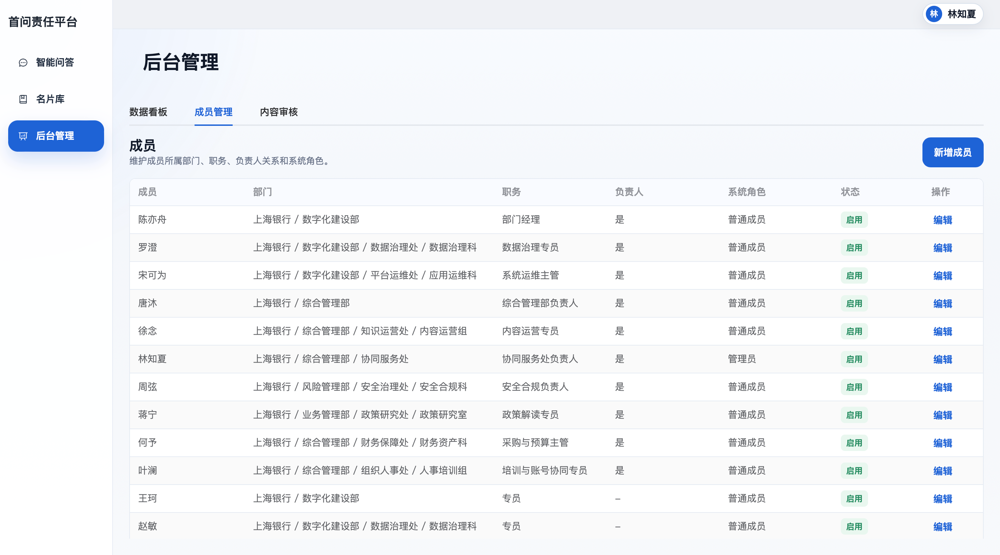 首问责任平台
林 林知夏
智能问答
名片库
后台管理
后台管理
数据看板 成员管理 内容审核
成员
维护成员所属部门、职务、负责人关系和系统角色。
新增成员
成员 部门 职务 负责人 系统角色 状态 操作
陈亦舟 上海银行 / 数字化建设部 部门经理 是 普通成员 启用 编辑
罗澄 上海银行 / 数字化建设部 / 数据治理处 / 数据治理科 数据治理专员 是 普通成员 启用 编辑
宋可为 上海银行 / 数字化建设部 / 平台运维处 / 应用运维科 系统运维主管 是 普通成员 启用 编辑
唐沐 上海银行 / 综合管理部 综合管理部负责人 是 普通成员 启用 编辑
徐念 上海银行 / 综合管理部 / 知识运营处 / 内容运营组 内容运营专员 是 普通成员 启用 编辑
林知夏 上海银行 / 综合管理部 / 协同服务处 协同服务处负责人 是 管理员 启用 编辑
周弦 上海银行 / 风险管理部 / 安全治理处 / 安全合规科 安全合规负责人 是 普通成员 启用 编辑
蒋宁 上海银行 / 业务管理部 / 政策研究处 / 政策研究室 政策解读专员 是 普通成员 启用 编辑
何予 上海银行 / 综合管理部 / 财务保障处 / 财务资产科 采购与预算主管 是 普通成员 启用 编辑
叶澜 上海银行 / 综合管理部 / 组织人事处 / 人事培训组 培训与账号协同专员 是 普通成员 启用 编辑
王珂 上海银行 / 数字化建设部 专员 – 普通成员 启用 编辑
赵敏 上海银行 / 数字化建设部 / 数据治理处 / 数据治理科 专员 – 普通成员 启用 编辑